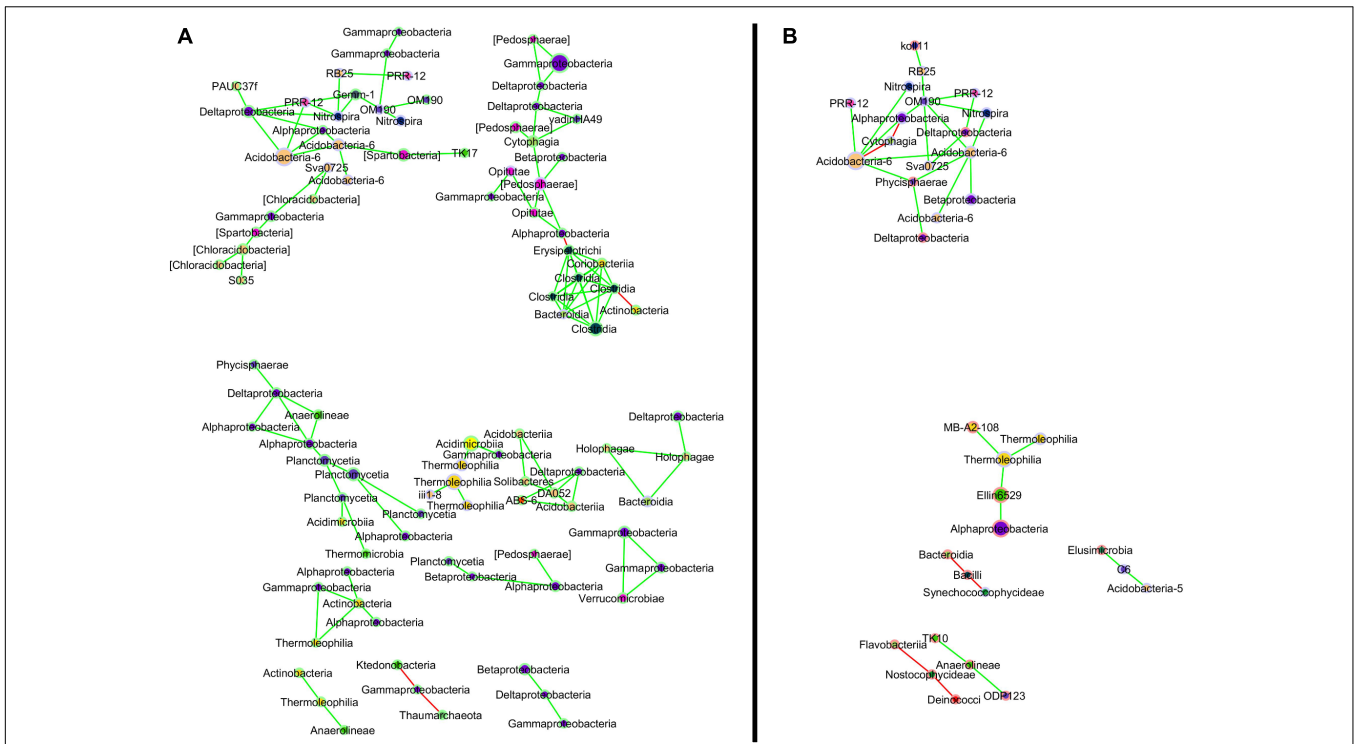 A
Gammaproteobacteria
Gammaproteobacteria
RB25
PRR-12
PAUC37f
PRR-12
Gemm-1
OM190
OM190
Deltaproteobacteria
Nitrospira
Nitrospira
Alphaproteobacteria
Acidobacteria-6
Acidobacteria-6
[Spartobacteria]
TK17
Sva0725
Acidobacteria-6
[Chloracidobacteria]
Gammaproteobacteria
[Spartobacteria]
[Chloracidobacteria]
[Chloracidobacteria]
S035
[Pedosphaerae]
Gammaproteobacteria
Deltaproteobacteria
Deltaproteobacteria
yadinHA49
[Pedosphaerae]
Cytophagia
Betaproteobacteria
Opitutae
[Pedosphaerae]
Gammaproteobacteria
Opitutae
Alphaproteobacteria
Erysipelotrichi
Coriobacteriia
Clostridia
Clostridia
Clostridia
Actinobacteria
Bacteroidia
Clostridia
Phycisphaerae
Deltaproteobacteria
Anaerolineae
Alphaproteobacteria
Alphaproteobacteria
Planctomycetia
Planctomycetia
Planctomycetia
Planctomycetia
Acidimicrobiia
Alphaproteobacteria
Thermomicrobia
Acidimicrobiia
Gammaproteobacteria
Thermoleophilia
Thermoleophilia
iii1-8
Thermoleophilia
Acidobacteriia
Deltaproteobacteria
Solibacteres
DA052
ABS-6
Acidobacteriia
Deltaproteobacteria
Holophagae
Holophagae
Bacteroidia
Gammaproteobacteria
Gammaproteobacteria
Verrucomicrobiae
Planctomycetia
[Pedosphaerae]
Betaproteobacteria
Alphaproteobacteria
Alphaproteobacteria
Gammaproteobacteria
Actinobacteria
Alphaproteobacteria
Thermoleophilia
Actinobacteria
Thermoleophilia
Anaerolineae
Ktedonobacteria
Gammaproteobacteria
Thaumarchaeota
Betaproteobacteria
Deltaproteobacteria
Gammaproteobacteria
B
RB25
Nitrospira
PRR-12
OM190
PRR-12
Nitrospira
Alphaproteobacteria
Deltaproteobacteria
Cytophagia
Acidobacteria-6
Acidobacteria-6
Sva0725
Phycisphaerae
Betaproteobacteria
Acidobacteria-6
Deltaproteobacteria
MB-A2-108
Thermoleophilia
Thermoleophilia
Ellin6529
Alphaproteobacteria
Bacteroidia
Bacilli
Synechococcophycideae
Elusimicrobia
Acidobacteria-5
Flavobacteriia
TK10
Anaerolineae
Nostocophycideae
Deinococci
ODP123